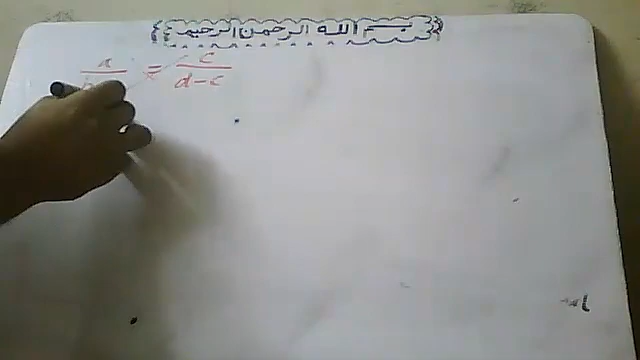 بسم الله الرحمن الرحيم
a = c
d-c